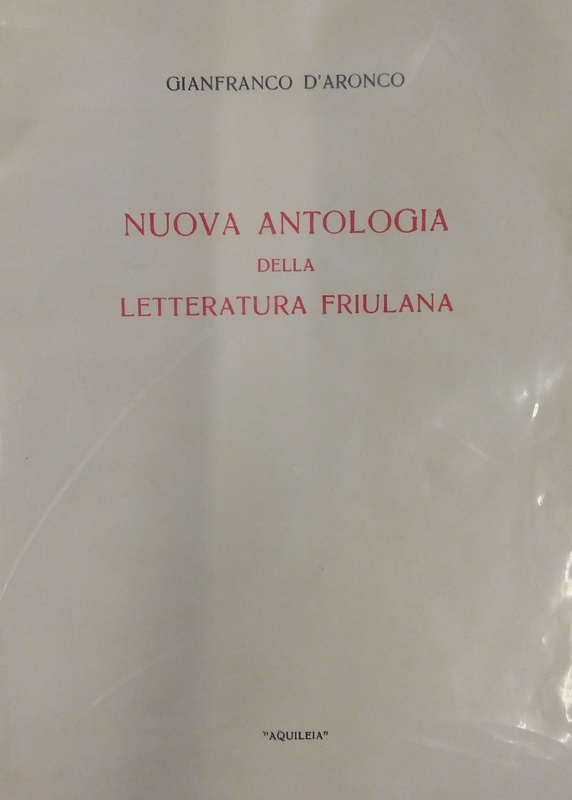 GIANFRANCO D'ARONCO
NUOVA ANTOLOGIA
DELLA
LETTERATURA FRIULANA
"AQUILEIA"